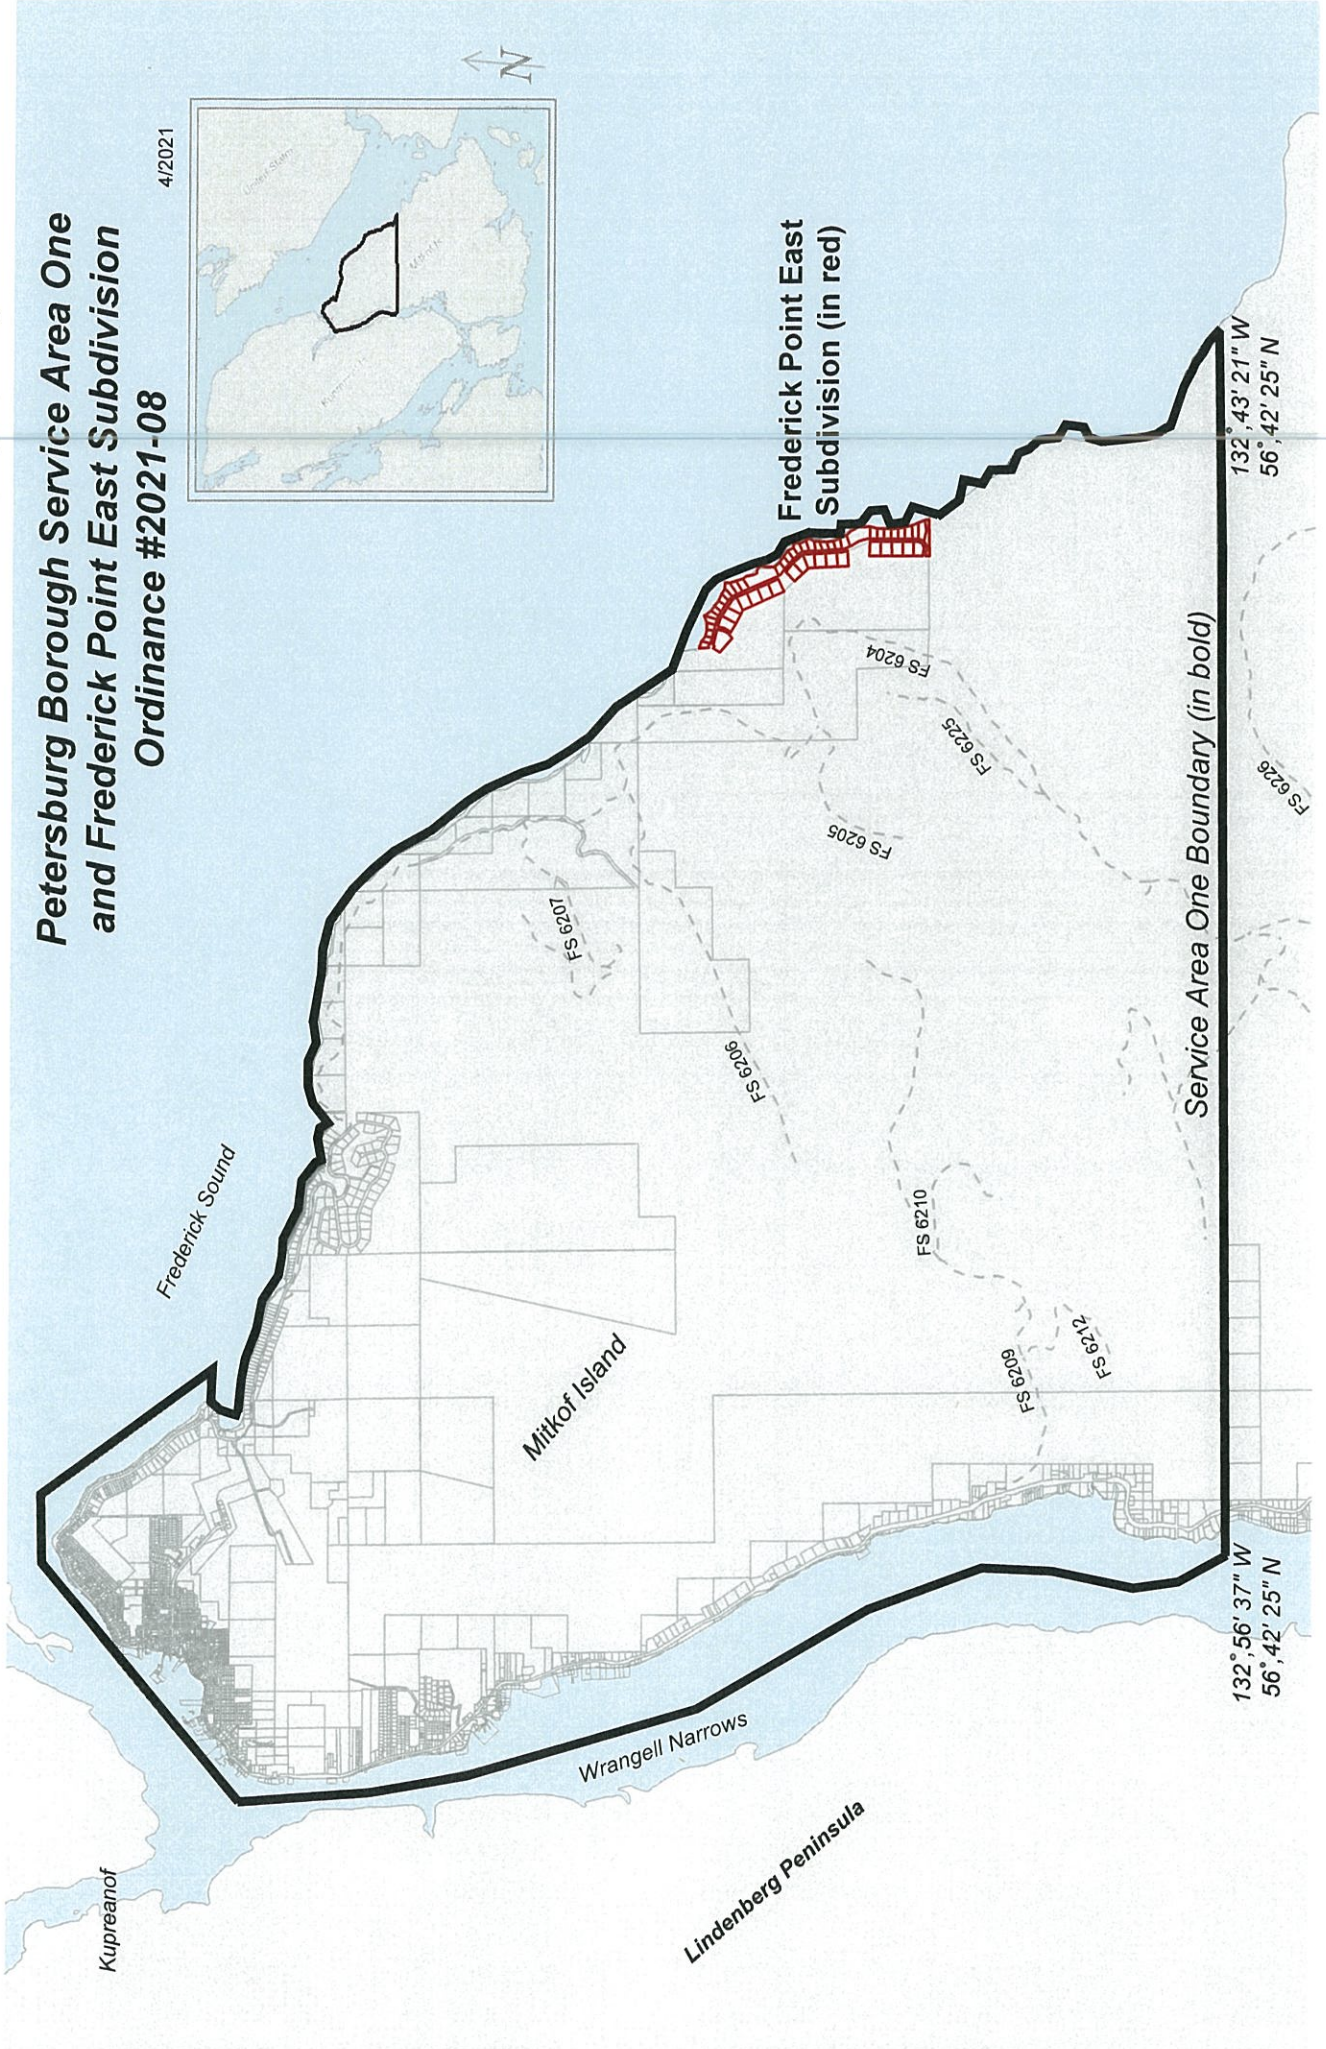 Petersburg Borough Service Area One
and Frederick Point East Subdivision
Ordinance #2021-08
4/2021
United States
N
Frederick Point East
Subdivision (in red)
Frederick Sound
Kupreanof
Mitkof Island
Wrangell Narrows
Lindenberg Peninsula
FS 6207
FS 6206
FS 6204
FS 6225
FS 6205
FS 6210
FS 6209
FS 6212
FS 6226
Service Area One Boundary (in bold)
132°,56' 37" W
56°,42' 25" N
132°,43' 21" W
56°,42' 25" N